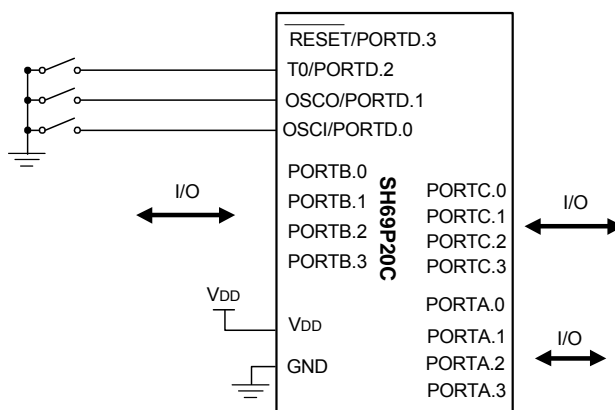 RESET/PORTD.3
T0/PORTD.2
OSCO/PORTD.1
OSCI/PORTD.0
PORTB.0
PORTB.1
PORTB.2
PORTB.3
I/O
SH69P20C
PORTC.0
PORTC.1
PORTC.2
PORTC.3
I/O
PORTA.0
PORTA.1
PORTA.2
PORTA.3
I/O
VDD
VDD
GND